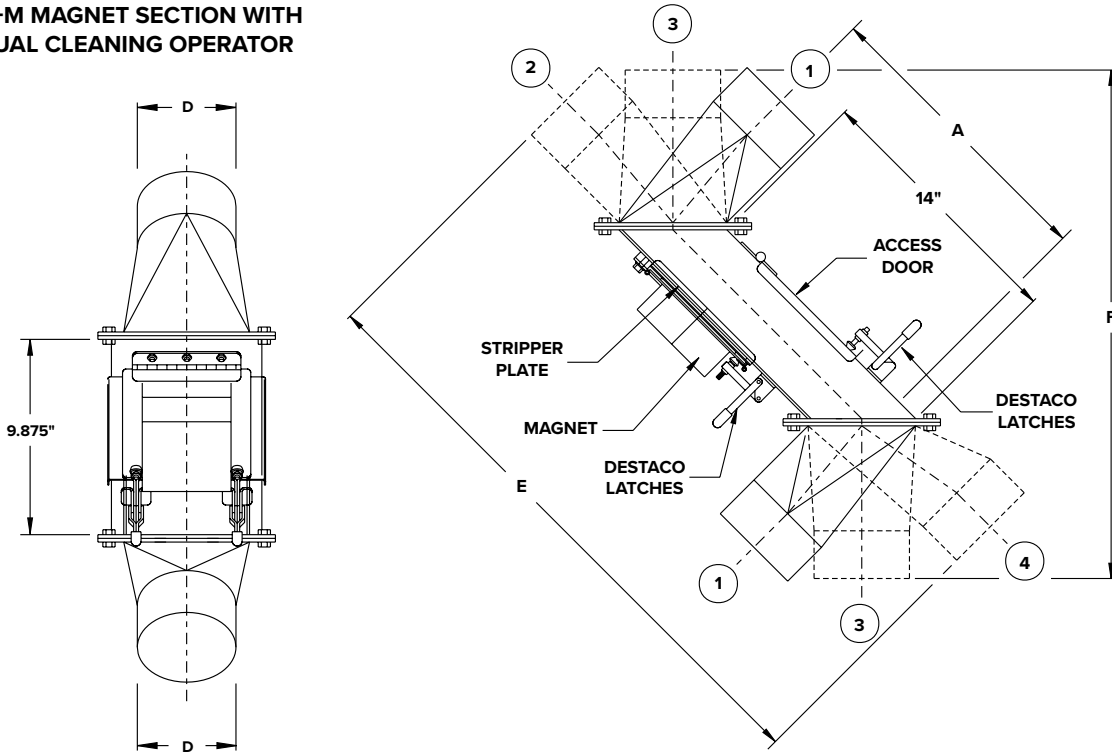 -M MAGNET SECTION WITH
UAL CLEANING OPERATOR
D
9.875"
D
3
2
1
A
14"
ACCESS
DOOR
STRIPPER
PLATE
MAGNET
DESTACO
LATCHES
DESTACO
LATCHES
E
1
3
4